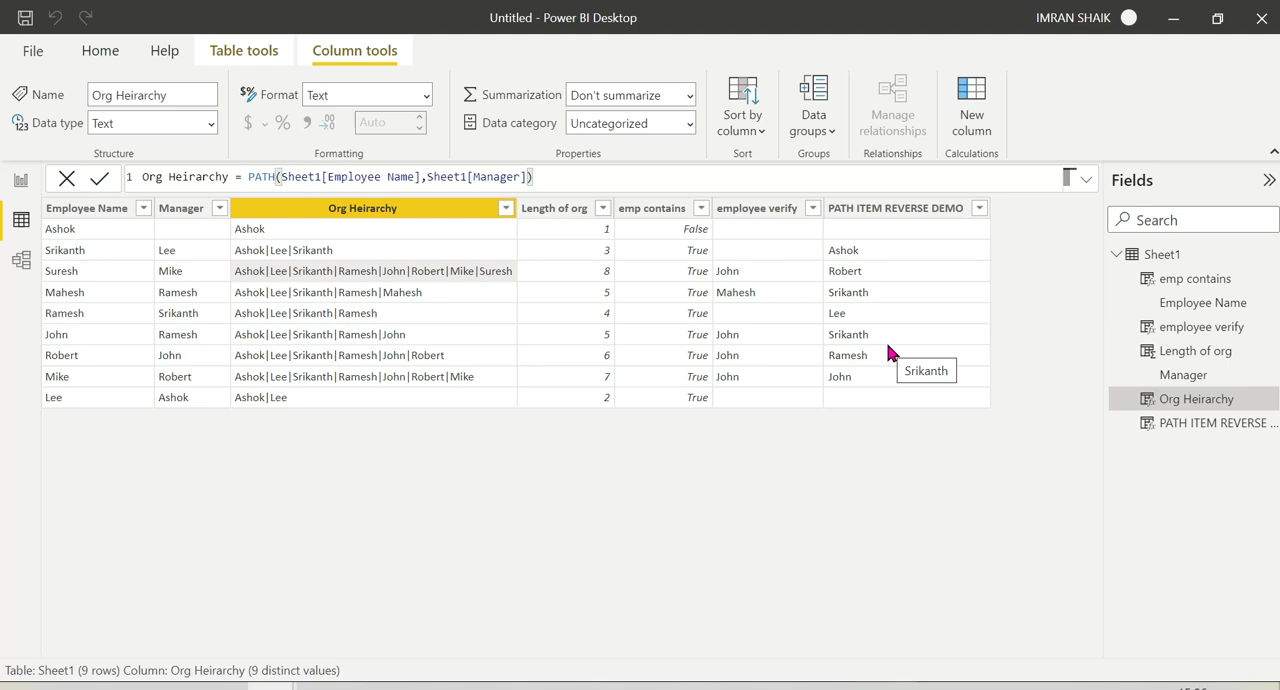 Untitled - Power BI Desktop
IMRAN SHAIK
File
Home
Help
Table tools
Column tools
Name
Org Heirarchy
Data type
Text
Structure
Format
Text
$ % 9 .00
Auto
Formatting
Summarization
Don't summarize
Data category
Uncategorized
Properties
Sort by
column
Sort
Data
groups
Groups
Manage
relationships
Relationships
New
column
Calculations
1 Org Heirarchy = PATH(Sheet1[Employee Name],Sheet1[Manager])
Employee Name Manager Org Heirarchy Length of org emp contains employee verify PATH ITEM REVERSE DEMO
Ashok Ashok 1 False
Srikanth Lee Ashok|Lee|Srikanth 3 True Ashok
Suresh Mike Ashok|Lee|Srikanth|Ramesh|John|Robert|Mike|Suresh 8 True John Robert
Mahesh Ramesh Ashok|Lee|Srikanth|Ramesh|Mahesh 5 True Mahesh Srikanth
Ramesh Srikanth Ashok|Lee|Srikanth|Ramesh 4 True Lee
John Ramesh Ashok|Lee|Srikanth|Ramesh|John 5 True John Srikanth
Robert John Ashok|Lee|Srikanth|Ramesh|John|Robert 6 True John Ramesh
Mike Robert Ashok|Lee|Srikanth|Ramesh|John|Robert|Mike 7 True John John
Lee Ashok Ashok|Lee 2 True
Srikanth
Fields
Search
Sheet1
emp contains
Employee Name
employee verify
Length of org
Manager
Org Heirarchy
PATH ITEM REVERSE ...
Table: Sheet1 (9 rows) Column: Org Heirarchy (9 distinct values)